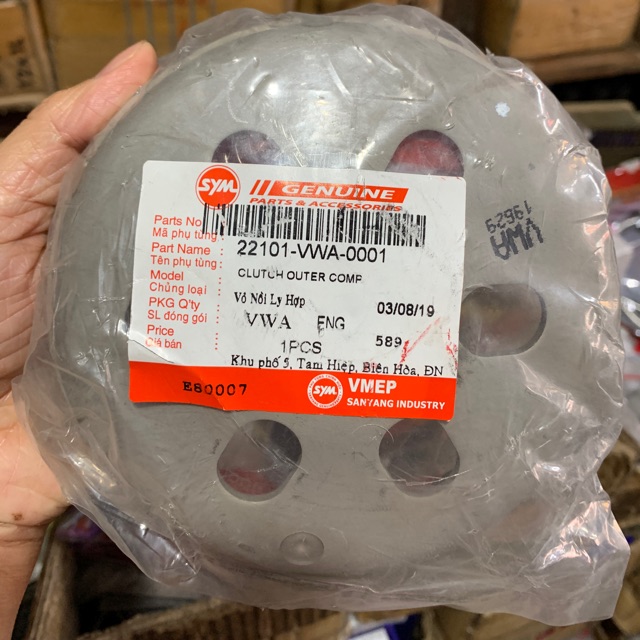 SYM GENUINE
PARTS & ACCESSORIES
Parts No
Mã phụ tùng
Part Name : 22101-VWA-0001
Tên phụ tùng:
Model CLUTCH OUTER COMP
Chủng loại
PKG Q'ty Vỏ Nồi Ly Hợp 03/08/19
SL đóng gói
VWA ENG 589
Price
Giá bán 1PCS
Khu phố 5, Tam Hiệp, Biên Hòa, ĐN
E80007
SYM VMEP
SANYANG INDUSTRY
VWA
19629